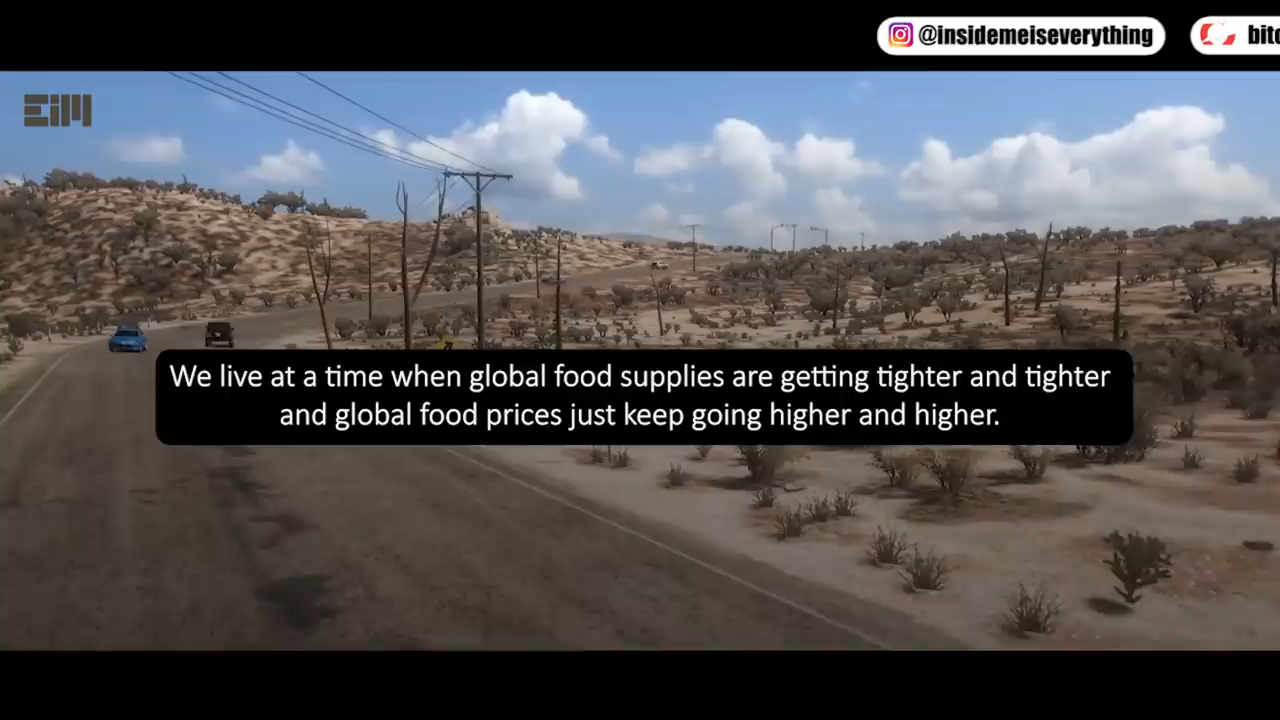 @insidemeiseverything
EiM
We live at a time when global food supplies are getting tighter and tighter
and global food prices just keep going higher and higher.